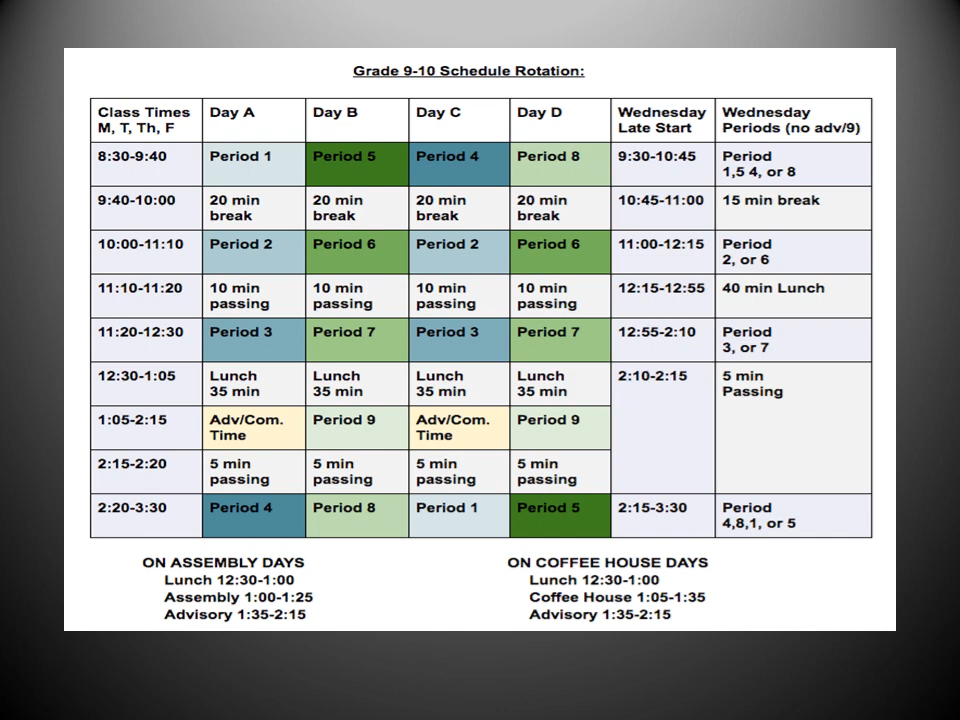 Grade 9-10 Schedule Rotation:
Class Times Day A Day B Day C Day D Wednesday Wednesday
M, T, Th, F Late Start Periods (no adv/9)
8:30-9:40 Period 1 Period 5 Period 4 Period 8 9:30-10:45 Period
1,5 4, or 8
9:40-10:00 20 min 20 min 20 min 20 min 10:45-11:00 15 min break
break break break break
10:00-11:10 Period 2 Period 6 Period 2 Period 6 11:00-12:15 Period
2, or 6
11:10-11:20 10 min 10 min 10 min 10 min 12:15-12:55 40 min Lunch
passing passing passing passing
11:20-12:30 Period 3 Period 7 Period 3 Period 7 12:55-2:10 Period
3, or 7
12:30-1:05 Lunch Lunch Lunch Lunch 2:10-2:15 5 min
35 min 35 min 35 min 35 min Passing
1:05-2:15 Adv/Com. Period 9 Adv/Com. Period 9
Time Time
2:15-2:20 5 min 5 min 5 min 5 min
passing passing passing passing
2:20-3:30 Period 4 Period 8 Period 1 Period 5 2:15-3:30 Period
4,8,1, or 5
ON ASSEMBLY DAYS ON COFFEE HOUSE DAYS
Lunch 12:30-1:00 Lunch 12:30-1:00
Assembly 1:00-1:25 Coffee House 1:05-1:35
Advisory 1:35-2:15 Advisory 1:35-2:15